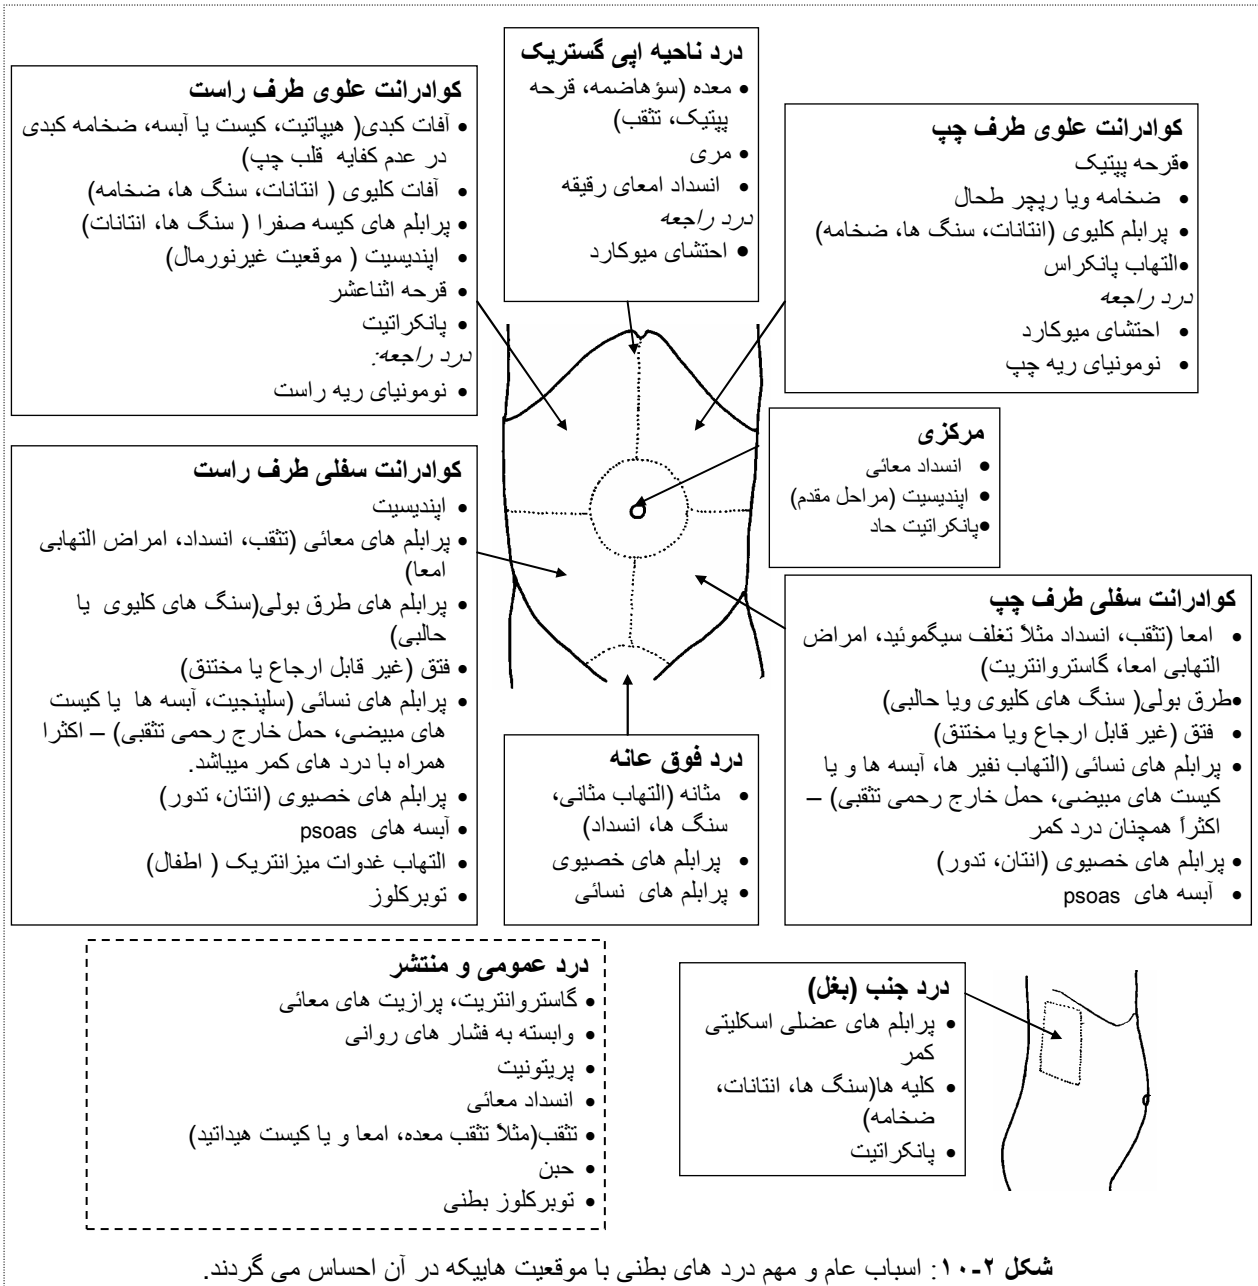 درد ناحیه اپی گستریک
• معده (سؤهاضمه، قرحه
پپتیک، تثقب)
• مری
• انسداد امعای رقیقه
درد راجعه
• احتشای میوکارد
کوادرانت علوی طرف راست
• آفات کبدی( هیپاتیت، کیست یا آبسه، ضخامه کبدی
در عدم کفایه قلب چپ)
• آفات کلیوی ( انتانات، سنگ ها، ضخامه)
• پرابلم های کیسه صفرا ( سنگ ها، انتانات)
• اپندیسیت ( موقعیت غیرنورمال)
• قرحه اثناعشر
• پانکراتیت
درد راجعه:
• نومونیای ریه راست
کوادرانت علوی طرف چپ
•قرحه پپتیک
• ضخامه ویا رپچر طحال
• پرابلم کلیوی (انتانات، سنگ ها، ضخامه)
•التهاب پانکراس
درد راجعه
• احتشای میوکارد
• نومونیای ریه چپ
مرکزی
• انسداد معائی
• اپندیسیت (مراحل مقدم)
•پانکراتیت حاد
کوادرانت سفلی طرف راست
• اپندیسیت
• پرابلم های معائی (تثقب، انسداد، امراض التهابی
امعا)
• پرابلم های طرق بولی(سنگ های کلیوی یا
حالبی)
• فتق (غیر قابل ارجاع یا مختنق)
• پرابلم های نسائی (سلپنجیت، آبسه ها یا کیست
های مبیضی، حمل خارج رحمی تثقبی) – اکثرا
همراه با درد های کمر میباشد.
• پرابلم های خصیوی (انتان، تدور)
• آبسه های psoas
• التهاب غدوات میزانتریک ( اطفال)
• توبرکلوز
کوادرانت سفلی طرف چپ
• امعا (تثقب، انسداد مثلاً تغلف سیگموئید، امراض
التهابی امعا، گاستروانتریت)
•طرق بولی( سنگ های کلیوی ویا حالبی)
• فتق (غیر قابل ارجاع ویا مختنق)
• پرابلم های نسائی (التهاب نفیر ها، آبسه ها و یا
کیست های مبیضی، حمل خارج رحمی تثقبی) –
اکثراً همچنان درد کمر
• پرابلم های خصیوی (انتان، تدور)
• آبسه های psoas
درد فوق عانه
• مثانه (التهاب مثانی،
سنگ ها، انسداد)
• پرابلم های خصیوی
• پرابلم های نسائی
درد عمومی و منتشر
• گاستروانتریت، پرازیت های معائی
• وابسته به فشار های روانی
• پریتونیت
• انسداد معائی
• تثقب(مثلاً تثقب معده، امعا و یا کیست هیداتید)
• حبن
• توبرکلوز بطنی
درد جنب (بغل)
• پرابلم های عضلی اسکلیتی
کمر
• کلیه ها(سنگ ها، انتانات،
ضخامه)
• پانکراتیت
شکل ۲-۱۰: اسباب عام و مهم درد های بطنی با موقعیت هاییکه در آن احساس می گردند.